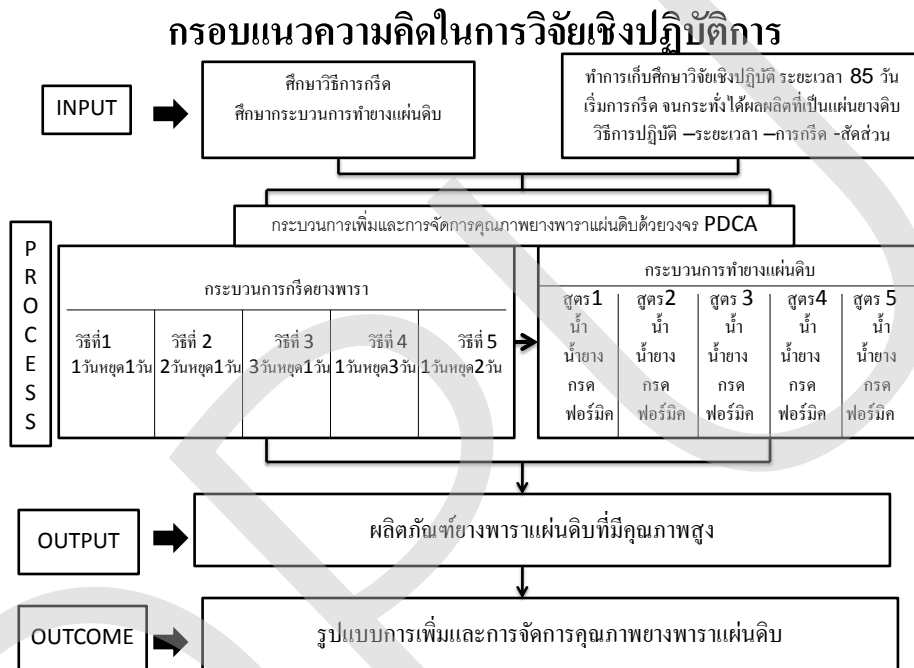 กรอบแนวความคิดในการวิจัยเชิงปฏิบัติการ
INPUT
ศึกษาวิธีการกรีด
ศึกษากระบวนการทำยางแผ่นดิบ
ทำการเก็บศึกษาวิจัยเชิงปฏิบัติ ระยะเวลา 85 วัน
เริ่มการกรีด จนกระทั่งได้ผลผลิตที่เป็นแผ่นยางดิบ
วิธีการปฏิบัติ –ระยะเวลา –การกรีด -สัดส่วน
PROCESS
กระบวนการเพิ่มและการจัดการคุณภาพยางพาราแผ่นดิบด้วยวงจร PDCA
กระบวนการกรีดยางพารา
วิธีที่1
1วันหยุด1วัน
วิธีที่ 2
2วันหยุด1วัน
วิธีที่ 3
3วันหยุด1วัน
วิธีที่ 4
1วันหยุด3วัน
วิธีที่ 5
1วันหยุด2วัน
กระบวนการทำยางแผ่นดิบ
สูตร1
น้ำ
น้ำยาง
กรด
ฟอร์มิค
สูตร2
น้ำ
น้ำยาง
กรด
ฟอร์มิค
สูตร 3
น้ำ
น้ำยาง
กรด
ฟอร์มิค
สูตร4
น้ำ
น้ำยาง
กรด
ฟอร์มิค
สูตร 5
น้ำ
น้ำยาง
กรด
ฟอร์มิค
OUTPUT
ผลิตภัณฑ์ยางพาราแผ่นดิบที่มีคุณภาพสูง
OUTCOME
รูปแบบการเพิ่มและการจัดการคุณภาพยางพาราแผ่นดิบ